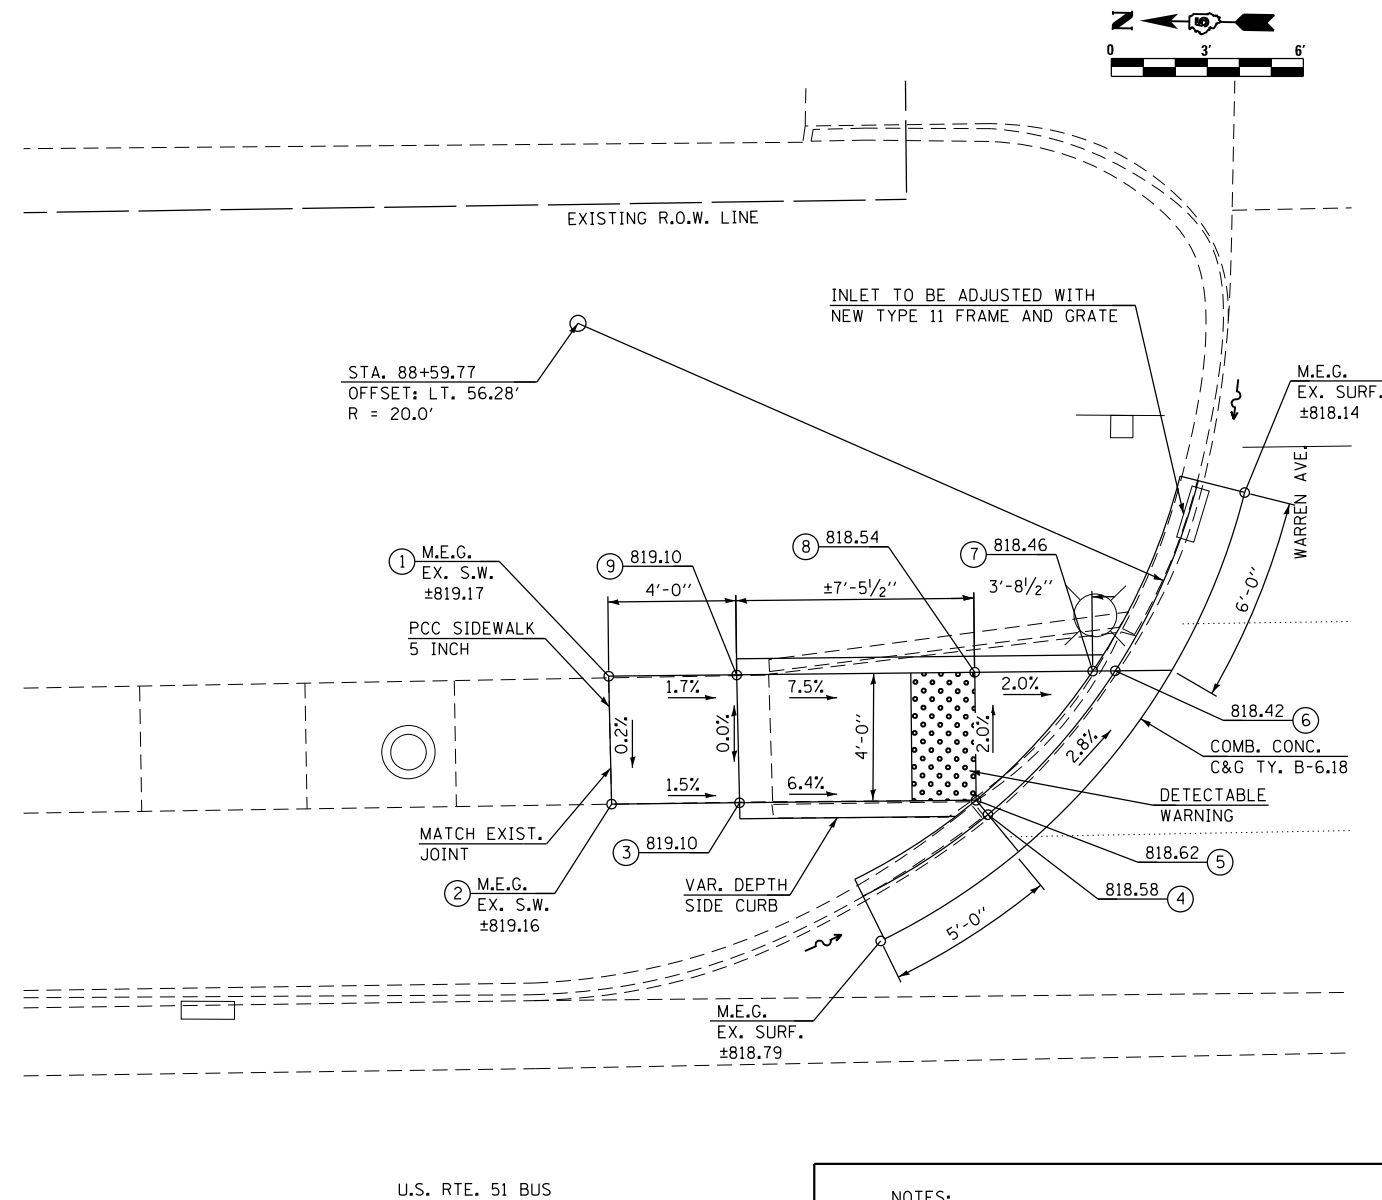 N
0 3' 6'
EXISTING R.O.W. LINE
INLET TO BE ADJUSTED WITH
NEW TYPE 11 FRAME AND GRATE
STA. 88+59.77
OFFSET: LT. 56.28'
R = 20.0'
M.E.G.
EX. SURF.
±818.14
WARREN AVE.
1 M.E.G.
EX. S.W.
±819.17
9 819.10
8 818.54
7 818.46
4'-0"
±7'-5½"
3'-8½"
6'-0"
PCC SIDEWALK
5 INCH
1.7%
7.5%
2.0%
0.2%
0.0%
4'-0"
2.0%
2.8%
1.5%
6.4%
818.42 6
COMB. CONC.
C&G TY. B-6.18
DETECTABLE
WARNING
MATCH EXIST.
JOINT
3 819.10
818.62 5
818.58 4
VAR. DEPTH
SIDE CURB
2 M.E.G.
EX. S.W.
±819.16
5'-0"
M.E.G.
EX. SURF.
±818.79
U.S. RTE. 51 BUS
NOTES: